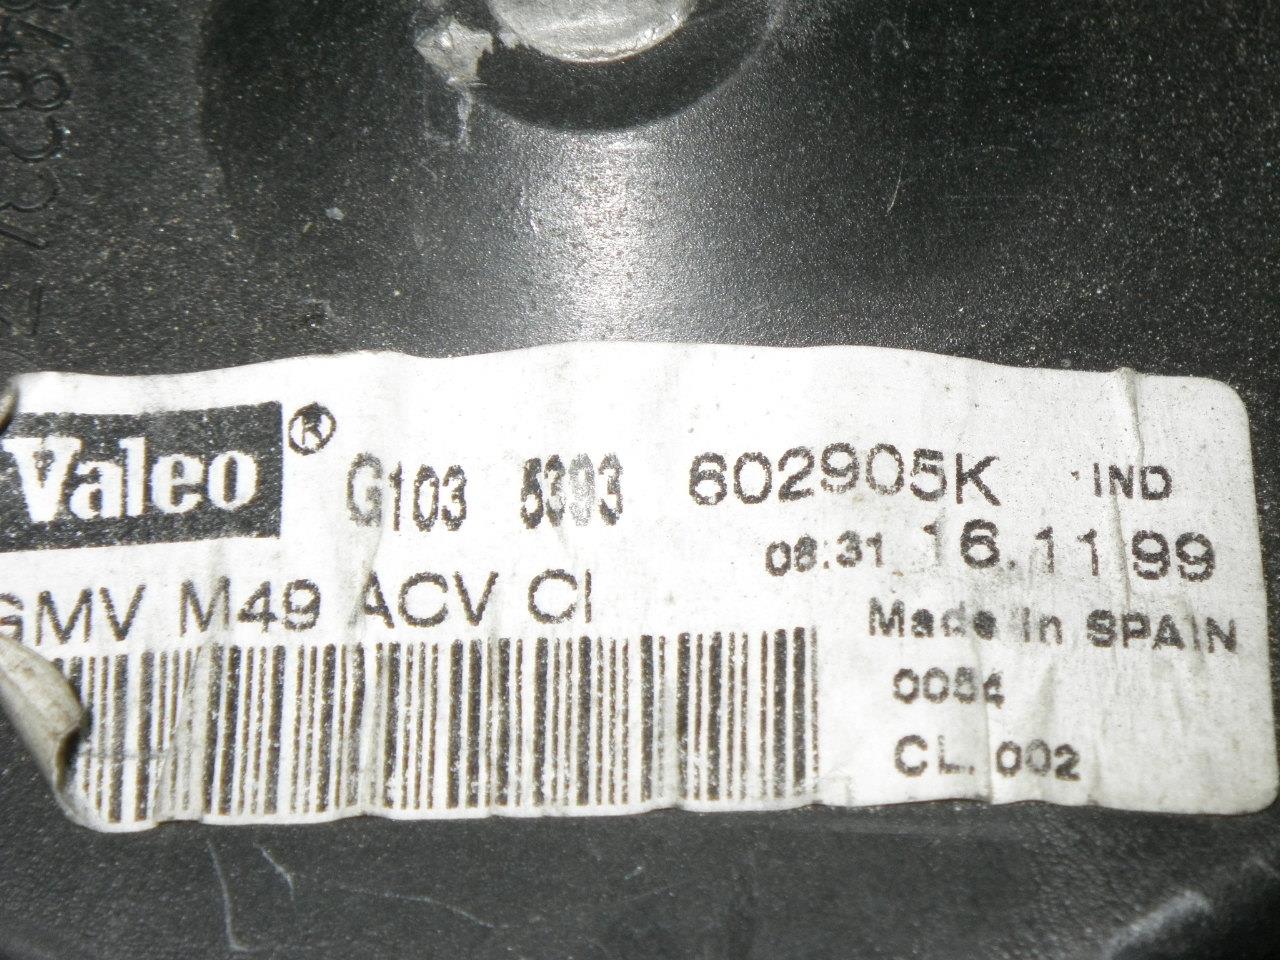 Valeo® G103 5393 602905K IND
08:31 16.11 99
GMV M49 ACV CI
Made in SPAIN
0054
CL. 002